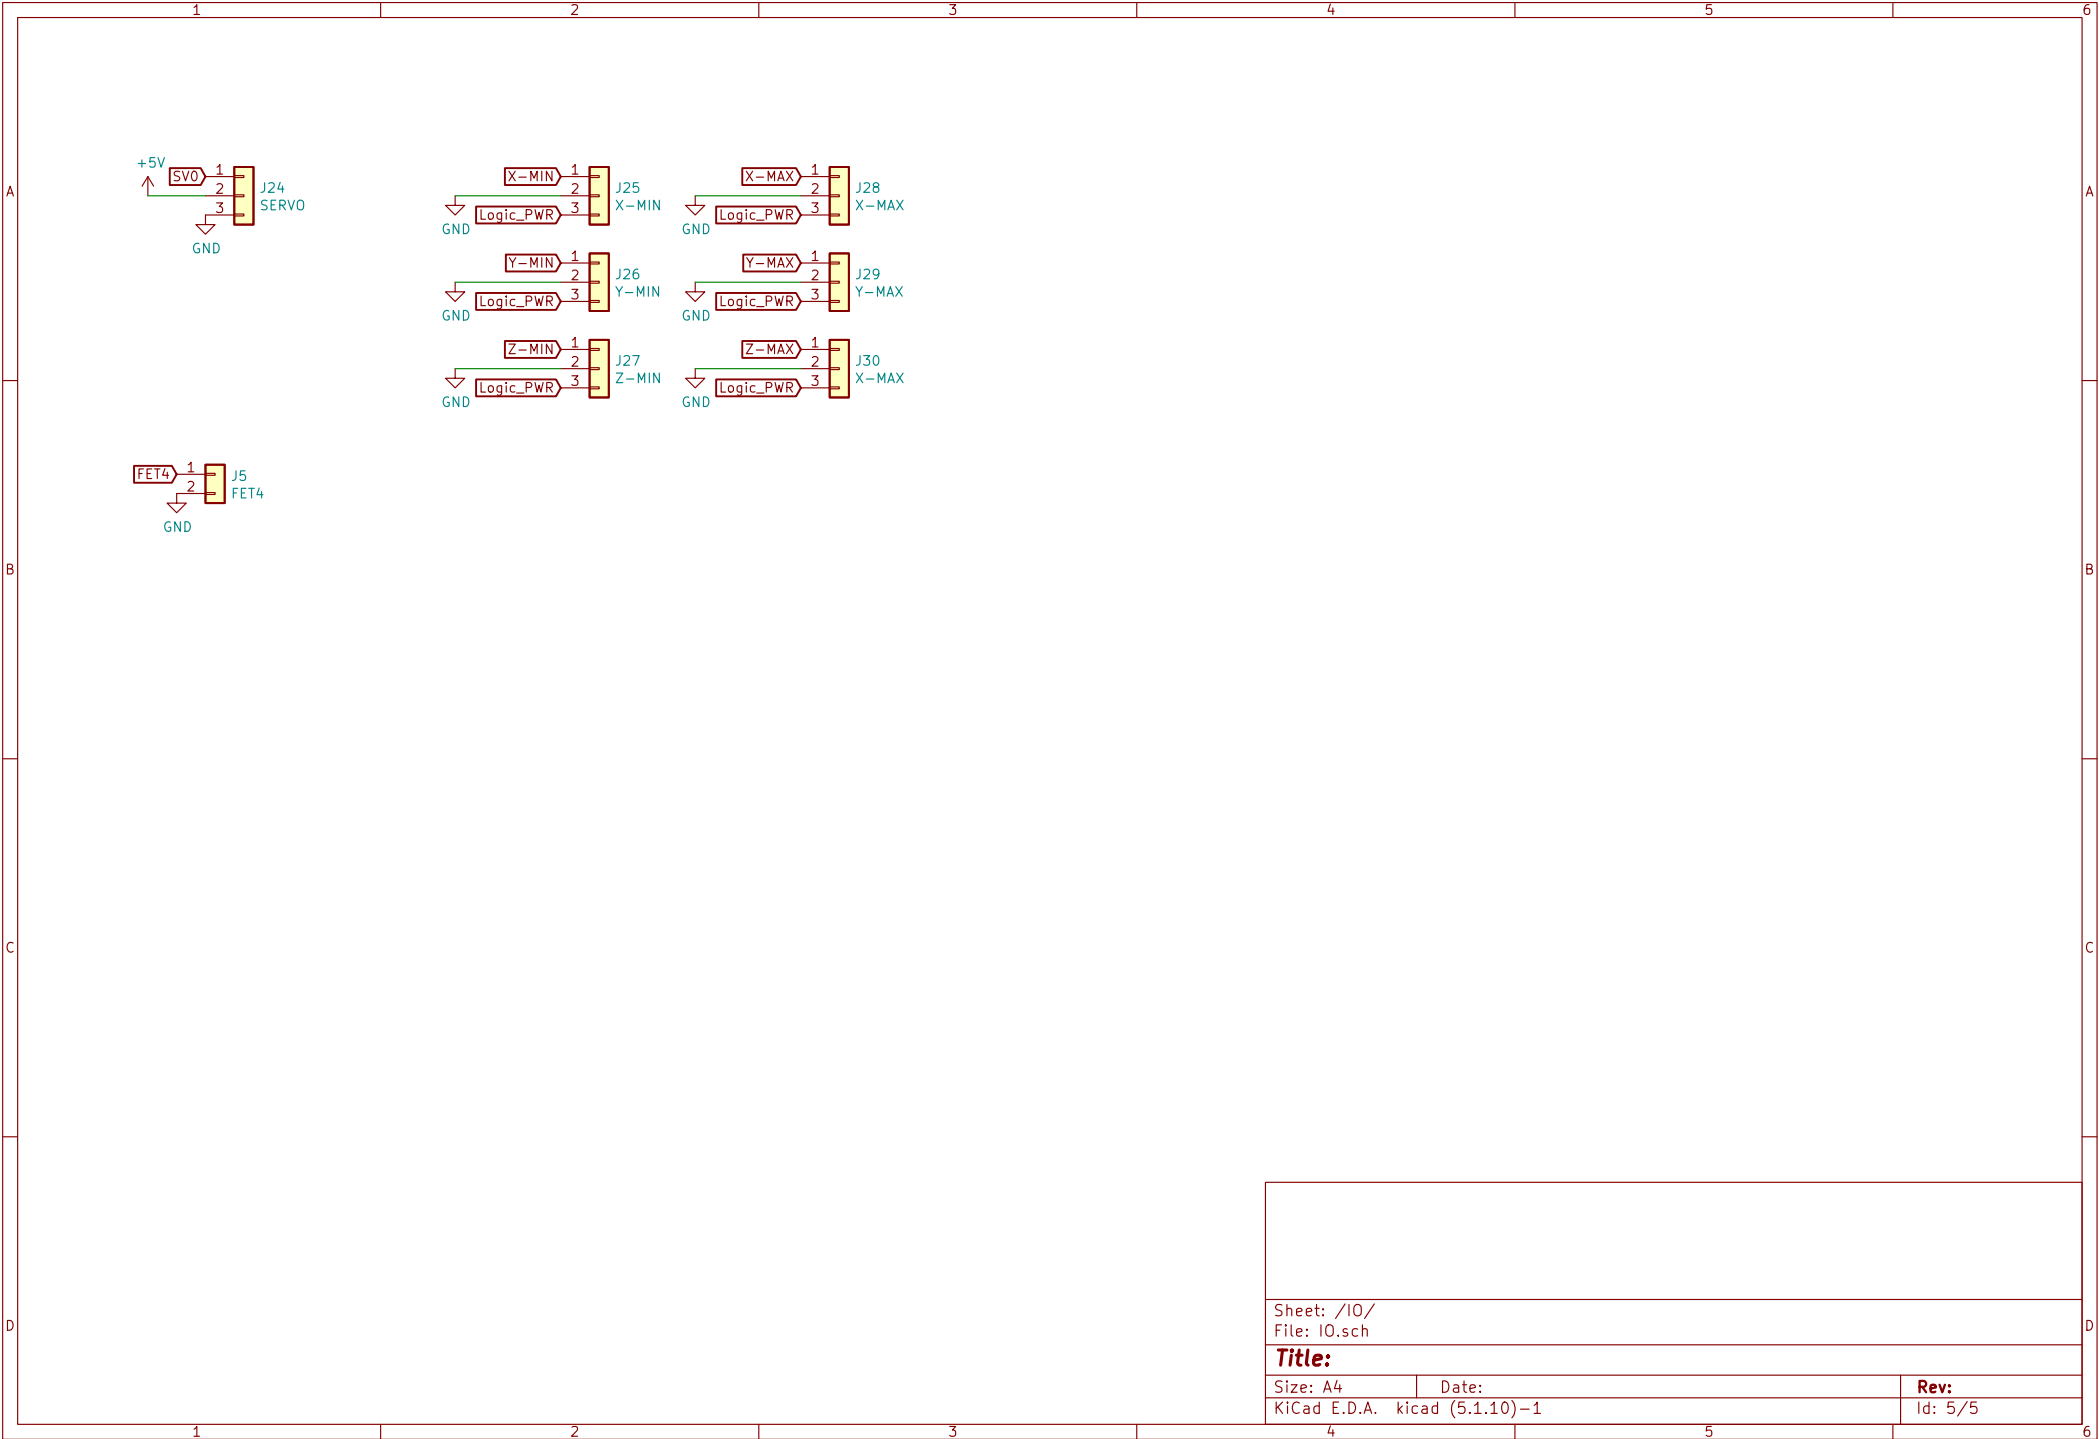 1 2 3 4 5 6
A A
+5V
SV0 1
2
3
J24
SERVO
GND
X-MIN 1
2
Logic_PWR 3
J25
X-MIN
GND
X-MAX 1
2
Logic_PWR 3
J28
X-MAX
GND
Y-MIN 1
2
Logic_PWR 3
J26
Y-MIN
GND
Y-MAX 1
2
Logic_PWR 3
J29
Y-MAX
GND
Z-MIN 1
2
Logic_PWR 3
J27
Z-MIN
GND
Z-MAX 1
2
Logic_PWR 3
J30
X-MAX
GND
FET4 1
2
J5
FET4
GND
B B
C C
D D
Sheet: /IO/
File: IO.sch
Title:
Size: A4 Date: Rev:
KiCad E.D.A. kicad (5.1.10)-1 Id: 5/5
1 2 3 4 5 6